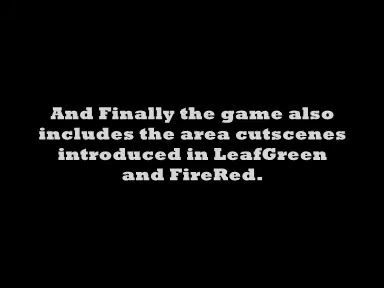 And Finally the game also
includes the area cutscenes
introduced in LeafGreen
and FireRed.